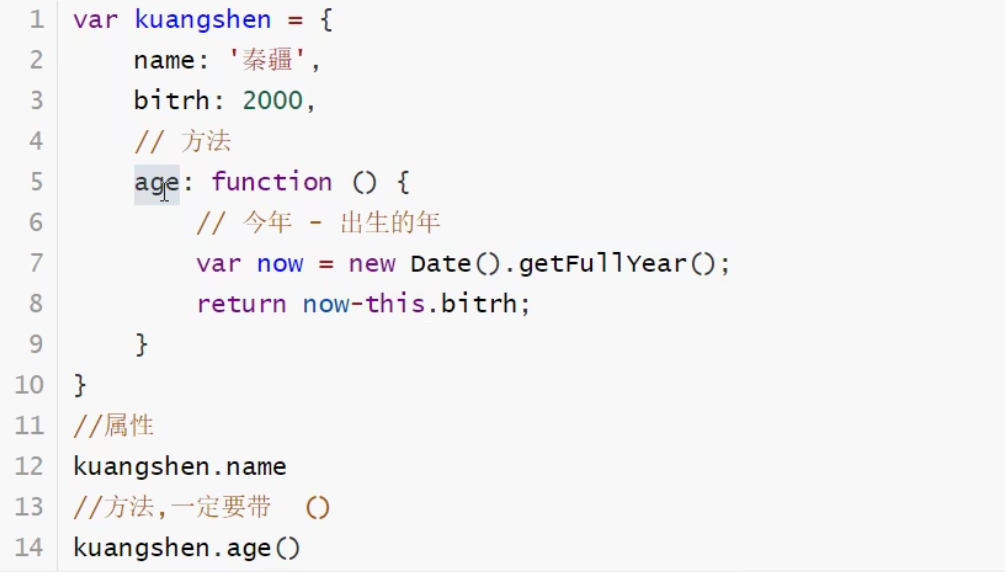 1 var kuangshen = {
2     name: '秦疆',
3     bitrh: 2000,
4     // 方法
5     age: function () {
6         // 今年 - 出生的年
7         var now = new Date().getFullYear();
8         return now-this.bitrh;
9     }
10 }
11 //属性
12 kuangshen.name
13 //方法,一定要带  ()
14 kuangshen.age()